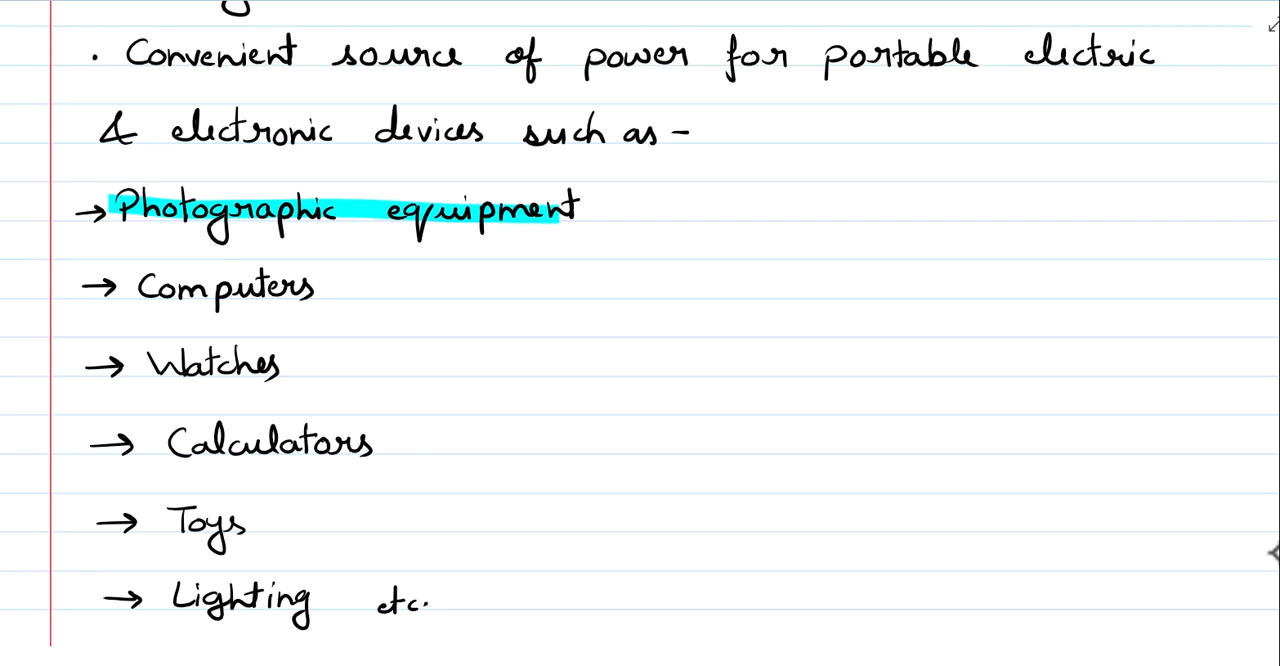 · Convenient source of power for portable electric
& electronic devices such as -
→ Photographic equipment
→ Computers
→ Watches
→ Calculators
→ Toys
→ Lighting etc.